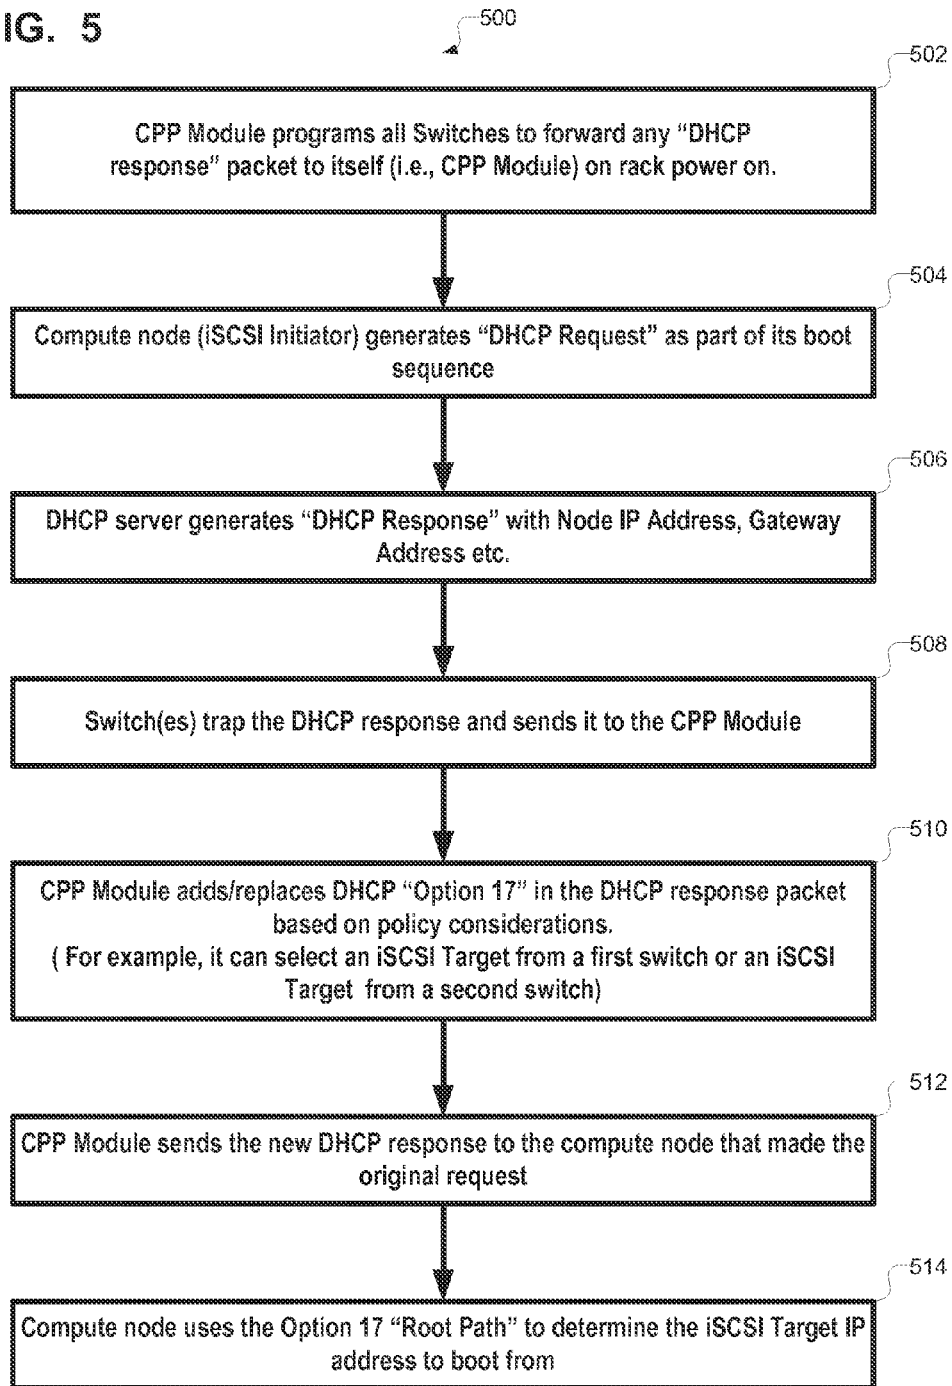 IG. 5
500
502
CPP Module programs all Switches to forward any “DHCP
response” packet to itself (i.e., CPP Module) on rack power on.
504
Compute node (iSCSI Initiator) generates “DHCP Request” as part of its boot
sequence
506
DHCP server generates “DHCP Response” with Node IP Address, Gateway
Address etc.
508
Switch(es) trap the DHCP response and sends it to the CPP Module
510
CPP Module adds/replaces DHCP “Option 17” in the DHCP response packet
based on policy considerations.
( For example, it can select an iSCSI Target from a first switch or an iSCSI
Target from a second switch)
512
CPP Module sends the new DHCP response to the compute node that made the
original request
514
Compute node uses the Option 17 “Root Path” to determine the iSCSI Target IP
address to boot from